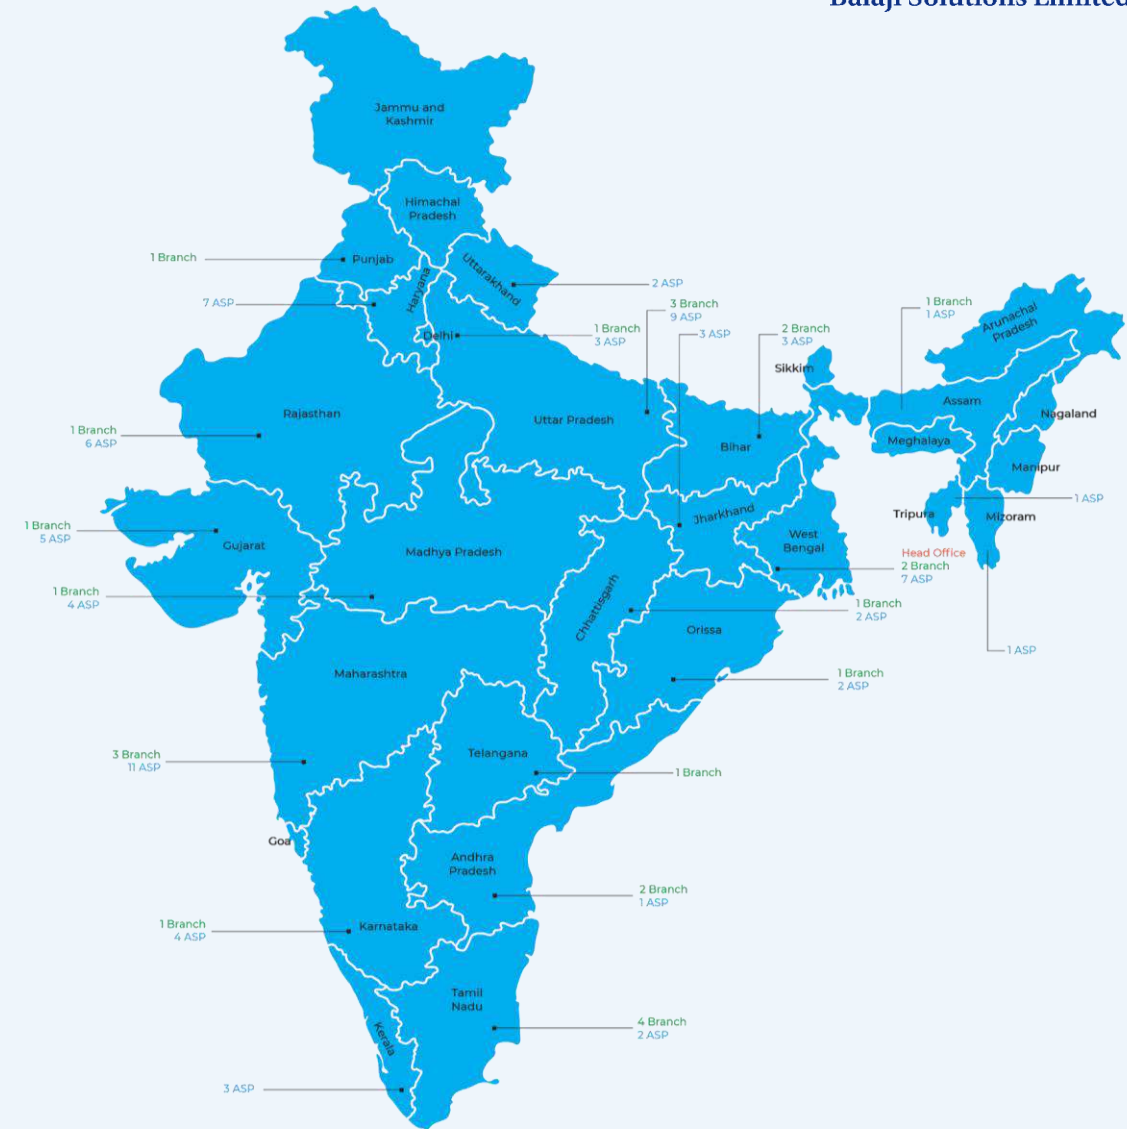 Balaji Solutions Limited
Jammu and
Kashmir
Himachal
Pradesh
1 Branch
Punjab
Uttarakhand
2 ASP
Haryana
7 ASP
3 Branch
9 ASP
1 Branch
1 ASP
Arunachal
Pradesh
Delhi
1 Branch
3 ASP
3 ASP
2 Branch
3 ASP
Sikkim
Assam
Nagaland
Rajasthan
Uttar Pradesh
Bihar
Meghalaya
1 Branch
6 ASP
Manipur
1 ASP
Jharkhand
Tripura
Mizoram
1 Branch
5 ASP
Gujarat
Madhya Pradesh
West
Bengal
Head Office
2 Branch
7 ASP
1 Branch
4 ASP
Chhattisgarh
1 Branch
2 ASP
Orissa
1 ASP
Maharashtra
1 Branch
2 ASP
3 Branch
11 ASP
Telangana
1 Branch
Goa
Andhra
Pradesh
2 Branch
1 ASP
1 Branch
4 ASP
Karnataka
Tamil
Nadu
4 Branch
2 ASP
Kerala
3 ASP